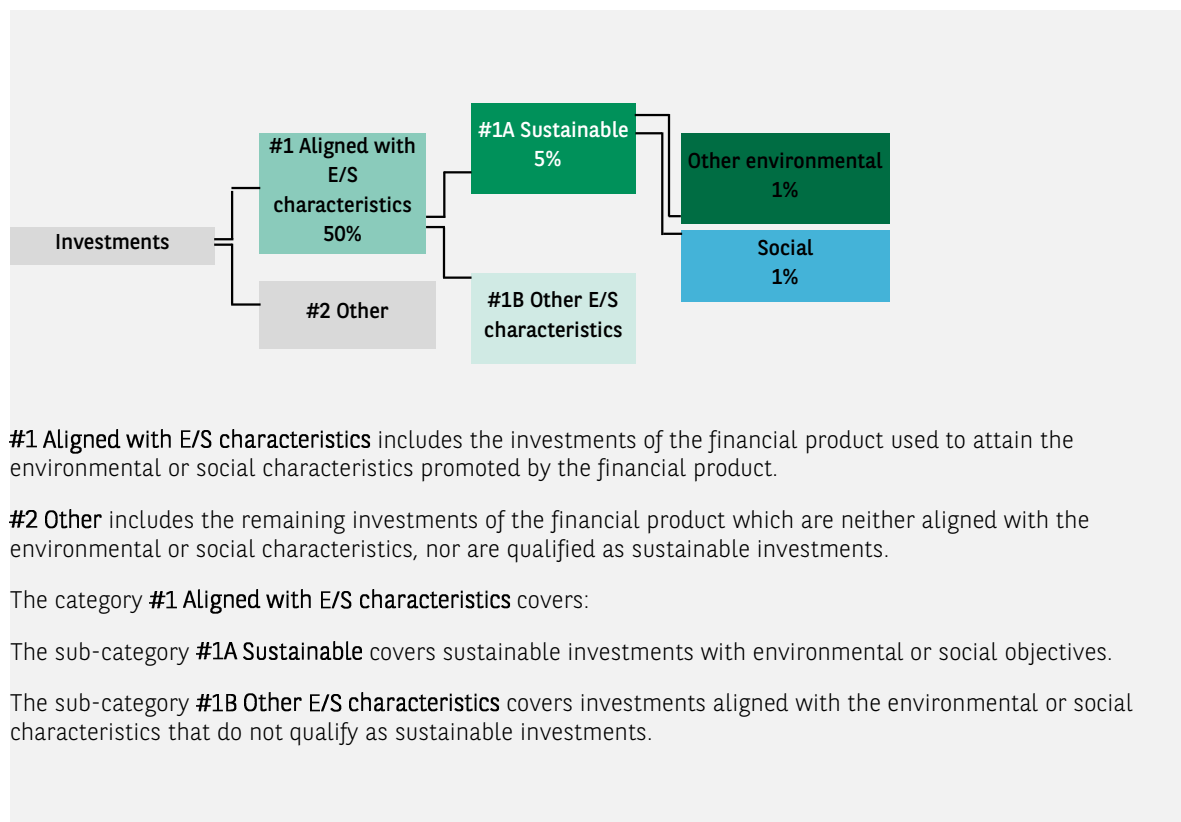 #1 Aligned with
E/S
characteristics
50%
#1A Sustainable
5%
Other environmental
1%
Investments
Social
1%
#2 Other
#1B Other E/S
characteristics
#1 Aligned with E/S characteristics includes the investments of the financial product used to attain the
environmental or social characteristics promoted by the financial product.
#2 Other includes the remaining investments of the financial product which are neither aligned with the
environmental or social characteristics, nor are qualified as sustainable investments.
The category #1 Aligned with E/S characteristics covers:
The sub-category #1A Sustainable covers sustainable investments with environmental or social objectives.
The sub-category #1B Other E/S characteristics covers investments aligned with the environmental or social
characteristics that do not qualify as sustainable investments.